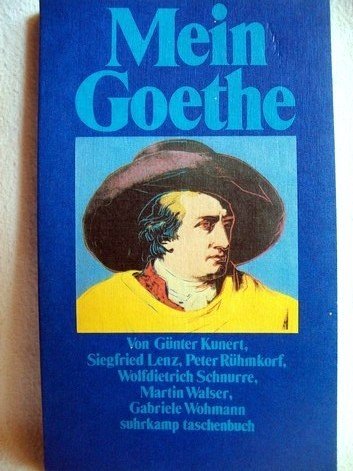 Mein
Goethe
Von Günter Kunert,
Siegfried Lenz, Peter Rühmkorf,
Wolfdietrich Schnurre,
Martin Walser,
Gabriele Wohmann
suhrkamp taschenbuch